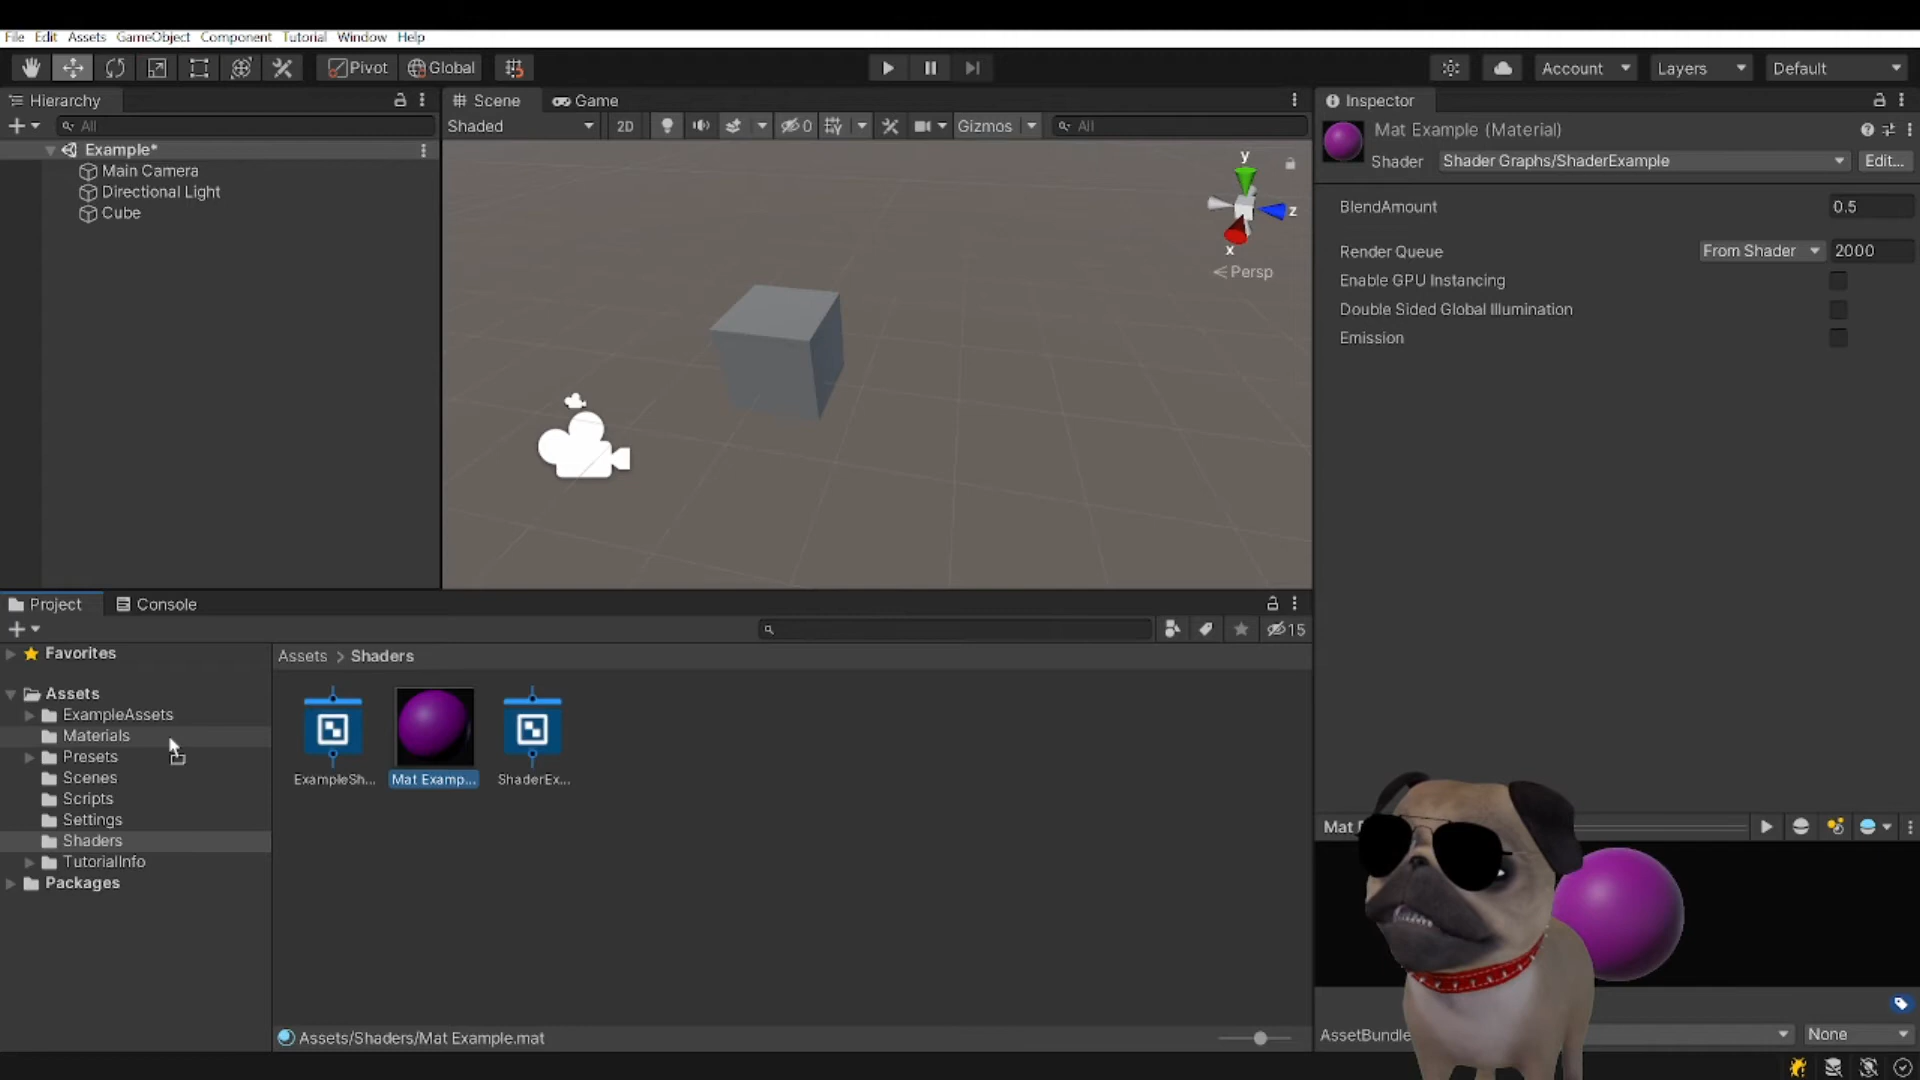 File Edit Assets GameObject Component Tutorial Window Help
Pivot Global Account Layers Default
Hierarchy
All
Example*
Main Camera
Directional Light
Cube
Scene Game
Shaded 2D 0 Gizmos All
y
z
x
Persp
Inspector
Mat Example (Material)
Shader Shader Graphs/ShaderExample Edit...
BlendAmount 0.5
Render Queue From Shader 2000
Enable GPU Instancing
Double Sided Global Illumination
Emission
Project Console
15
Favorites
Assets
ExampleAssets
Materials
Presets
Scenes
Scripts
Settings
Shaders
TutorialInfo
Packages
Assets > Shaders
ExampleSh... Mat Examp... ShaderEx...
Assets/Shaders/Mat Example.mat
Mat
AssetBundle None